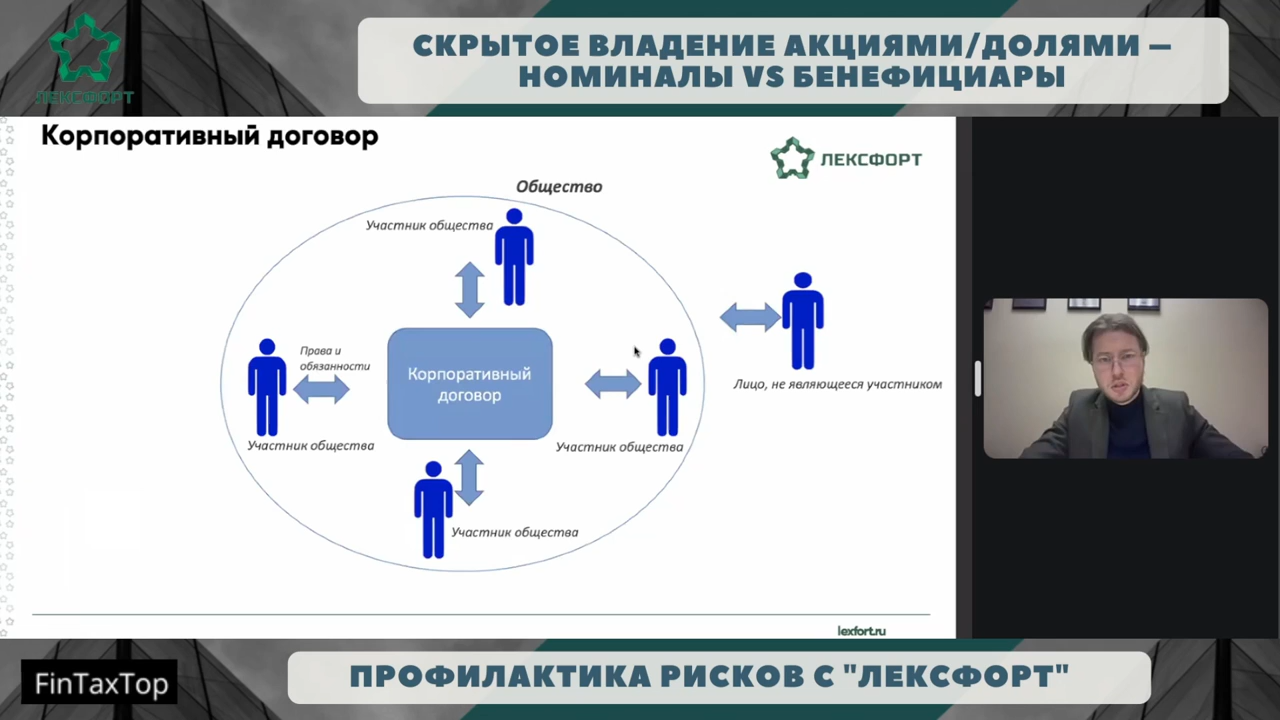 СКРЫТОЕ ВЛАДЕНИЕ АКЦИЯМИ/ДОЛЯМИ —
НОМИНАЛЫ VS БЕНЕФИЦИАРЫ
ЛЕКСФОРТ
Корпоративный договор
ЛЕКСФОРТ
Общество
Участник общества
Права и
обязанности
Корпоративный
договор
Лицо, не являющееся участником
Участник общества
Участник общества
Участник общества
lexfort.ru
FinTaxTop
ПРОФИЛАКТИКА РИСКОВ С "ЛЕКСФОРТ"